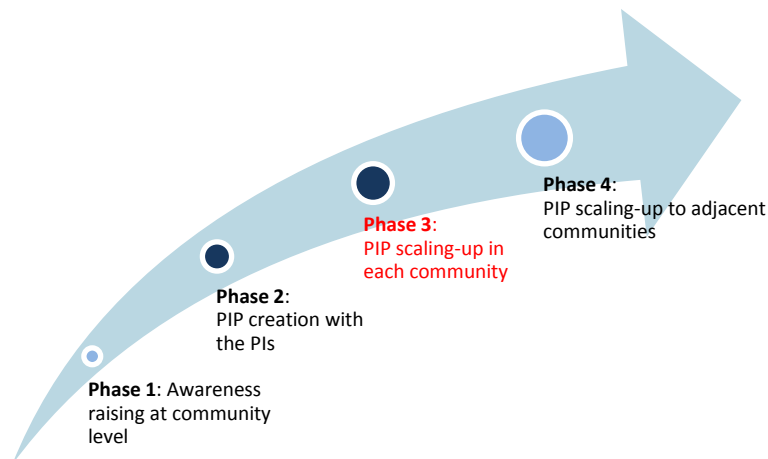 Phase 1: Awareness
raising at community
level
Phase 2:
PIP creation with
the PIs
Phase 3:
PIP scaling-up in
each community
Phase 4:
PIP scaling-up to adjacent
communities